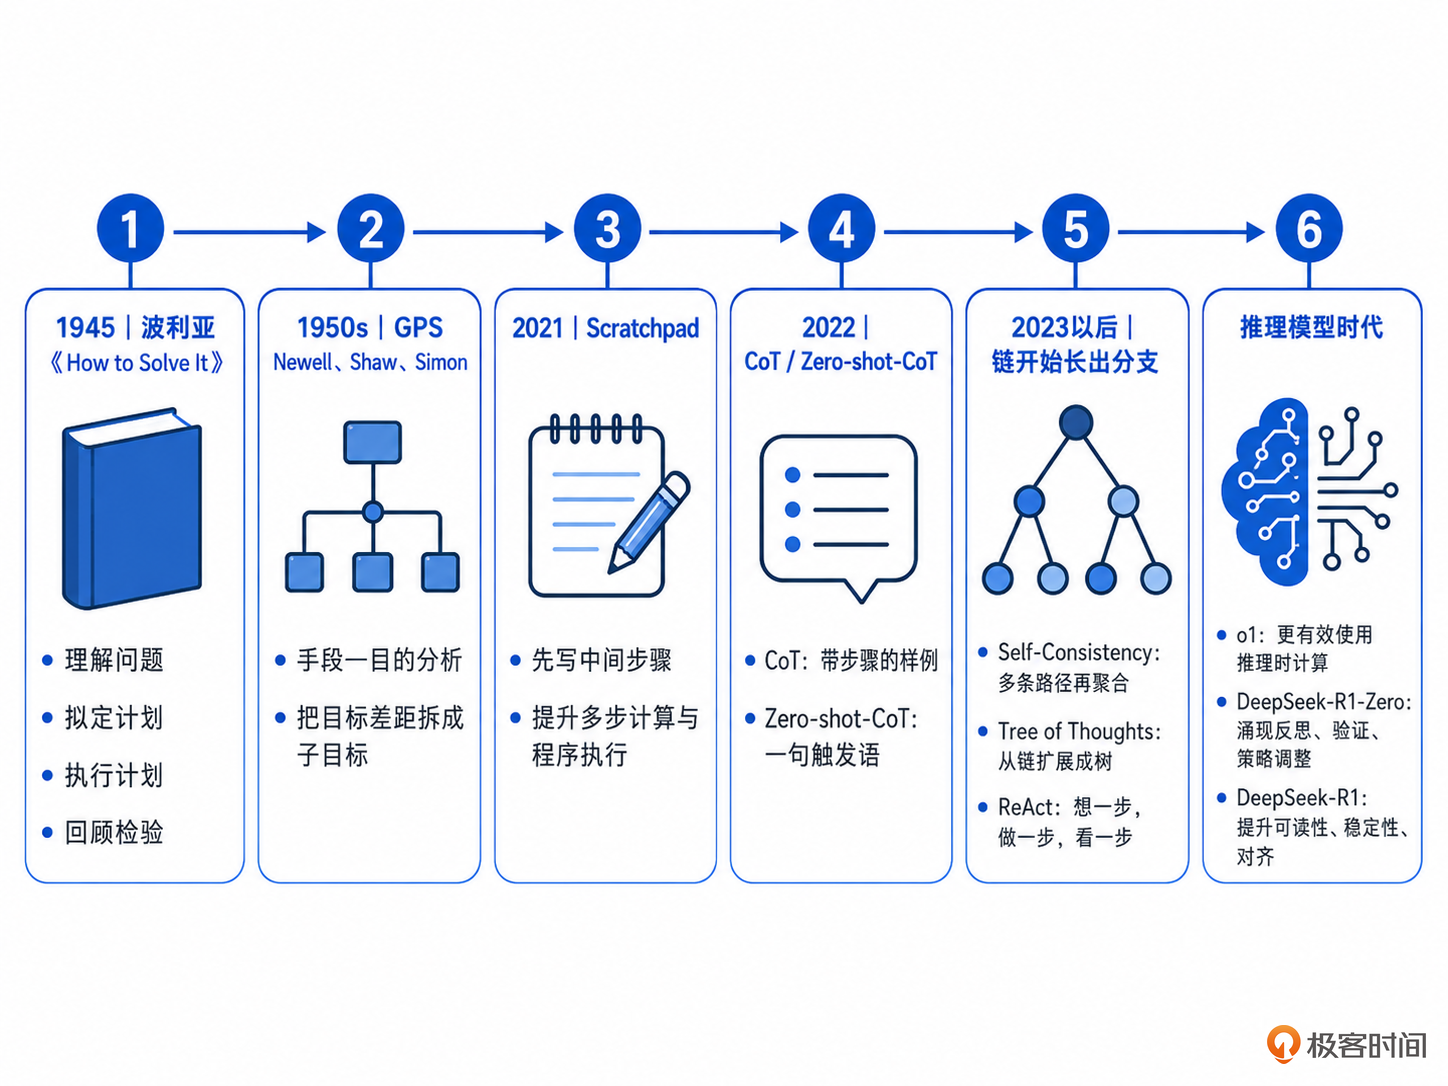 1
1945｜波利亚
《How to Solve It》
理解问题
拟定计划
执行计划
回顾检验
2
1950s｜GPS
Newell、Shaw、Simon
手段—目的分析
把目标差距拆成
子目标
3
2021｜Scratchpad
先写中间步骤
提升多步计算与
程序执行
4
2022｜
CoT / Zero-shot-CoT
CoT：带步骤的样例
Zero-shot-CoT：
一句触发语
5
2023以后｜
链开始长出分支
Self-Consistency：
多条路径再聚合
Tree of Thoughts：
从链扩展成树
ReAct：想一步，
做一步，看一步
6
推理模型时代
o1：更有效使用
推理时计算
DeepSeek-R1-Zero：
涌现反思、验证、
策略调整
DeepSeek-R1：
提升可读性、稳定性、
对齐
极客时间